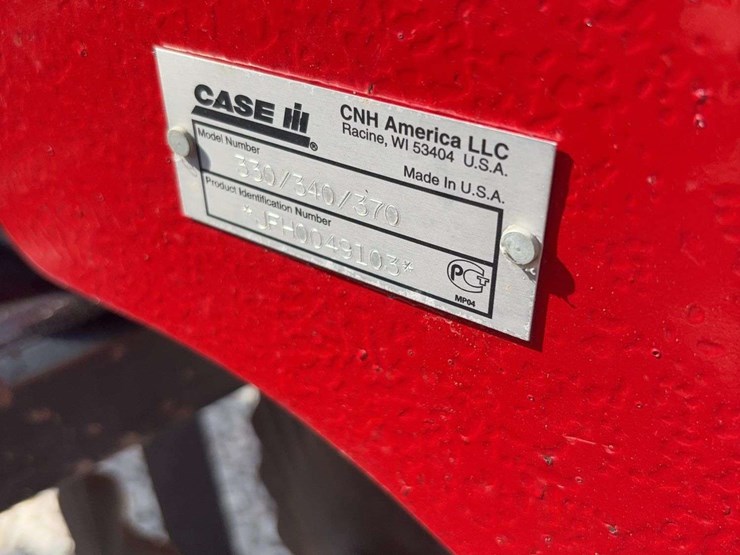 CASE IH®
CNH America LLC
Racine, WI 53404 U.S.A.
Made In U.S.A.
Model Number
330/340/370
Product Identification Number
*JFH0049103*
PCT
MP04